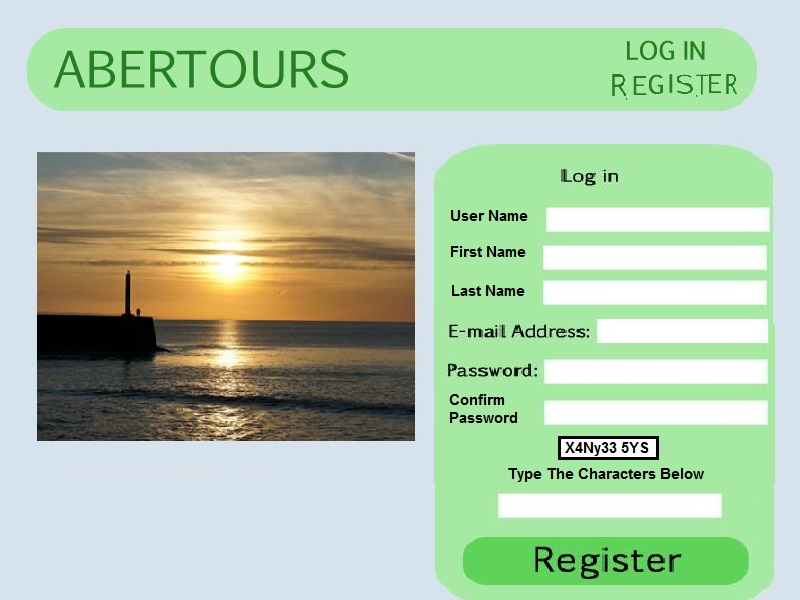 ABERTOURS
LOG IN
REGISTER
Log in
User Name
First Name
Last Name
E-mail Address:
Password:
Confirm
Password
X4Ny33 5YS
Type The Characters Below
Register